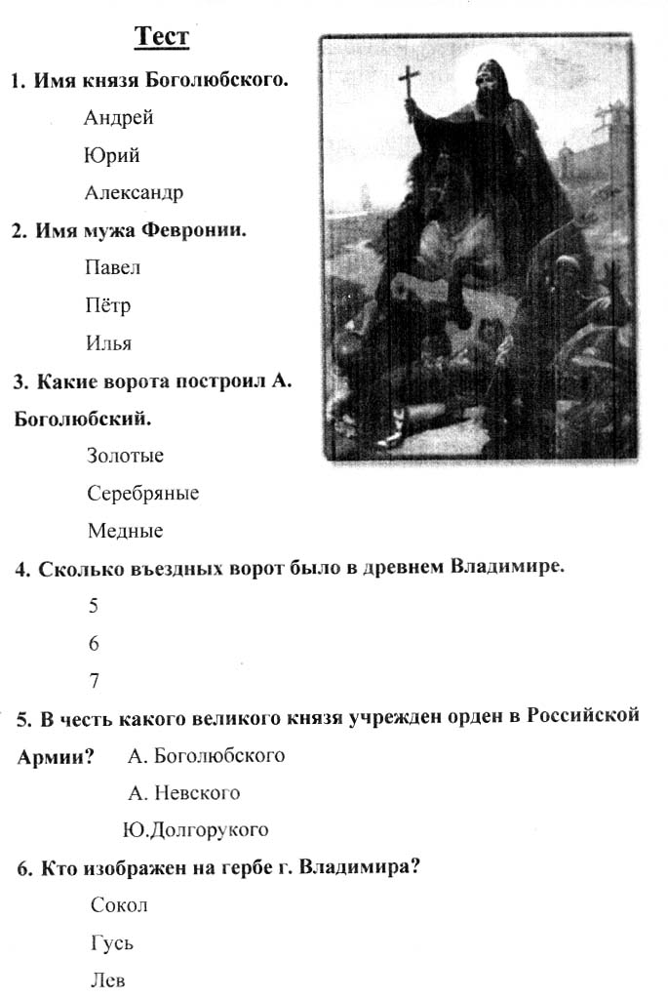 Тест
1. Имя князя Боголюбского.
Андрей
Юрий
Александр
2. Имя мужа Февронии.
Павел
Пётр
Илья
3. Какие ворота построил А.
Боголюбский.
Золотые
Серебряные
Медные
4. Сколько въездных ворот было в древнем Владимире.
5
6
7
5. В честь какого великого князя учрежден орден в Российской
Армии? А. Боголюбского
А. Невского
Ю.Долгорукого
6. Кто изображен на гербе г. Владимира?
Сокол
Гусь
Лев